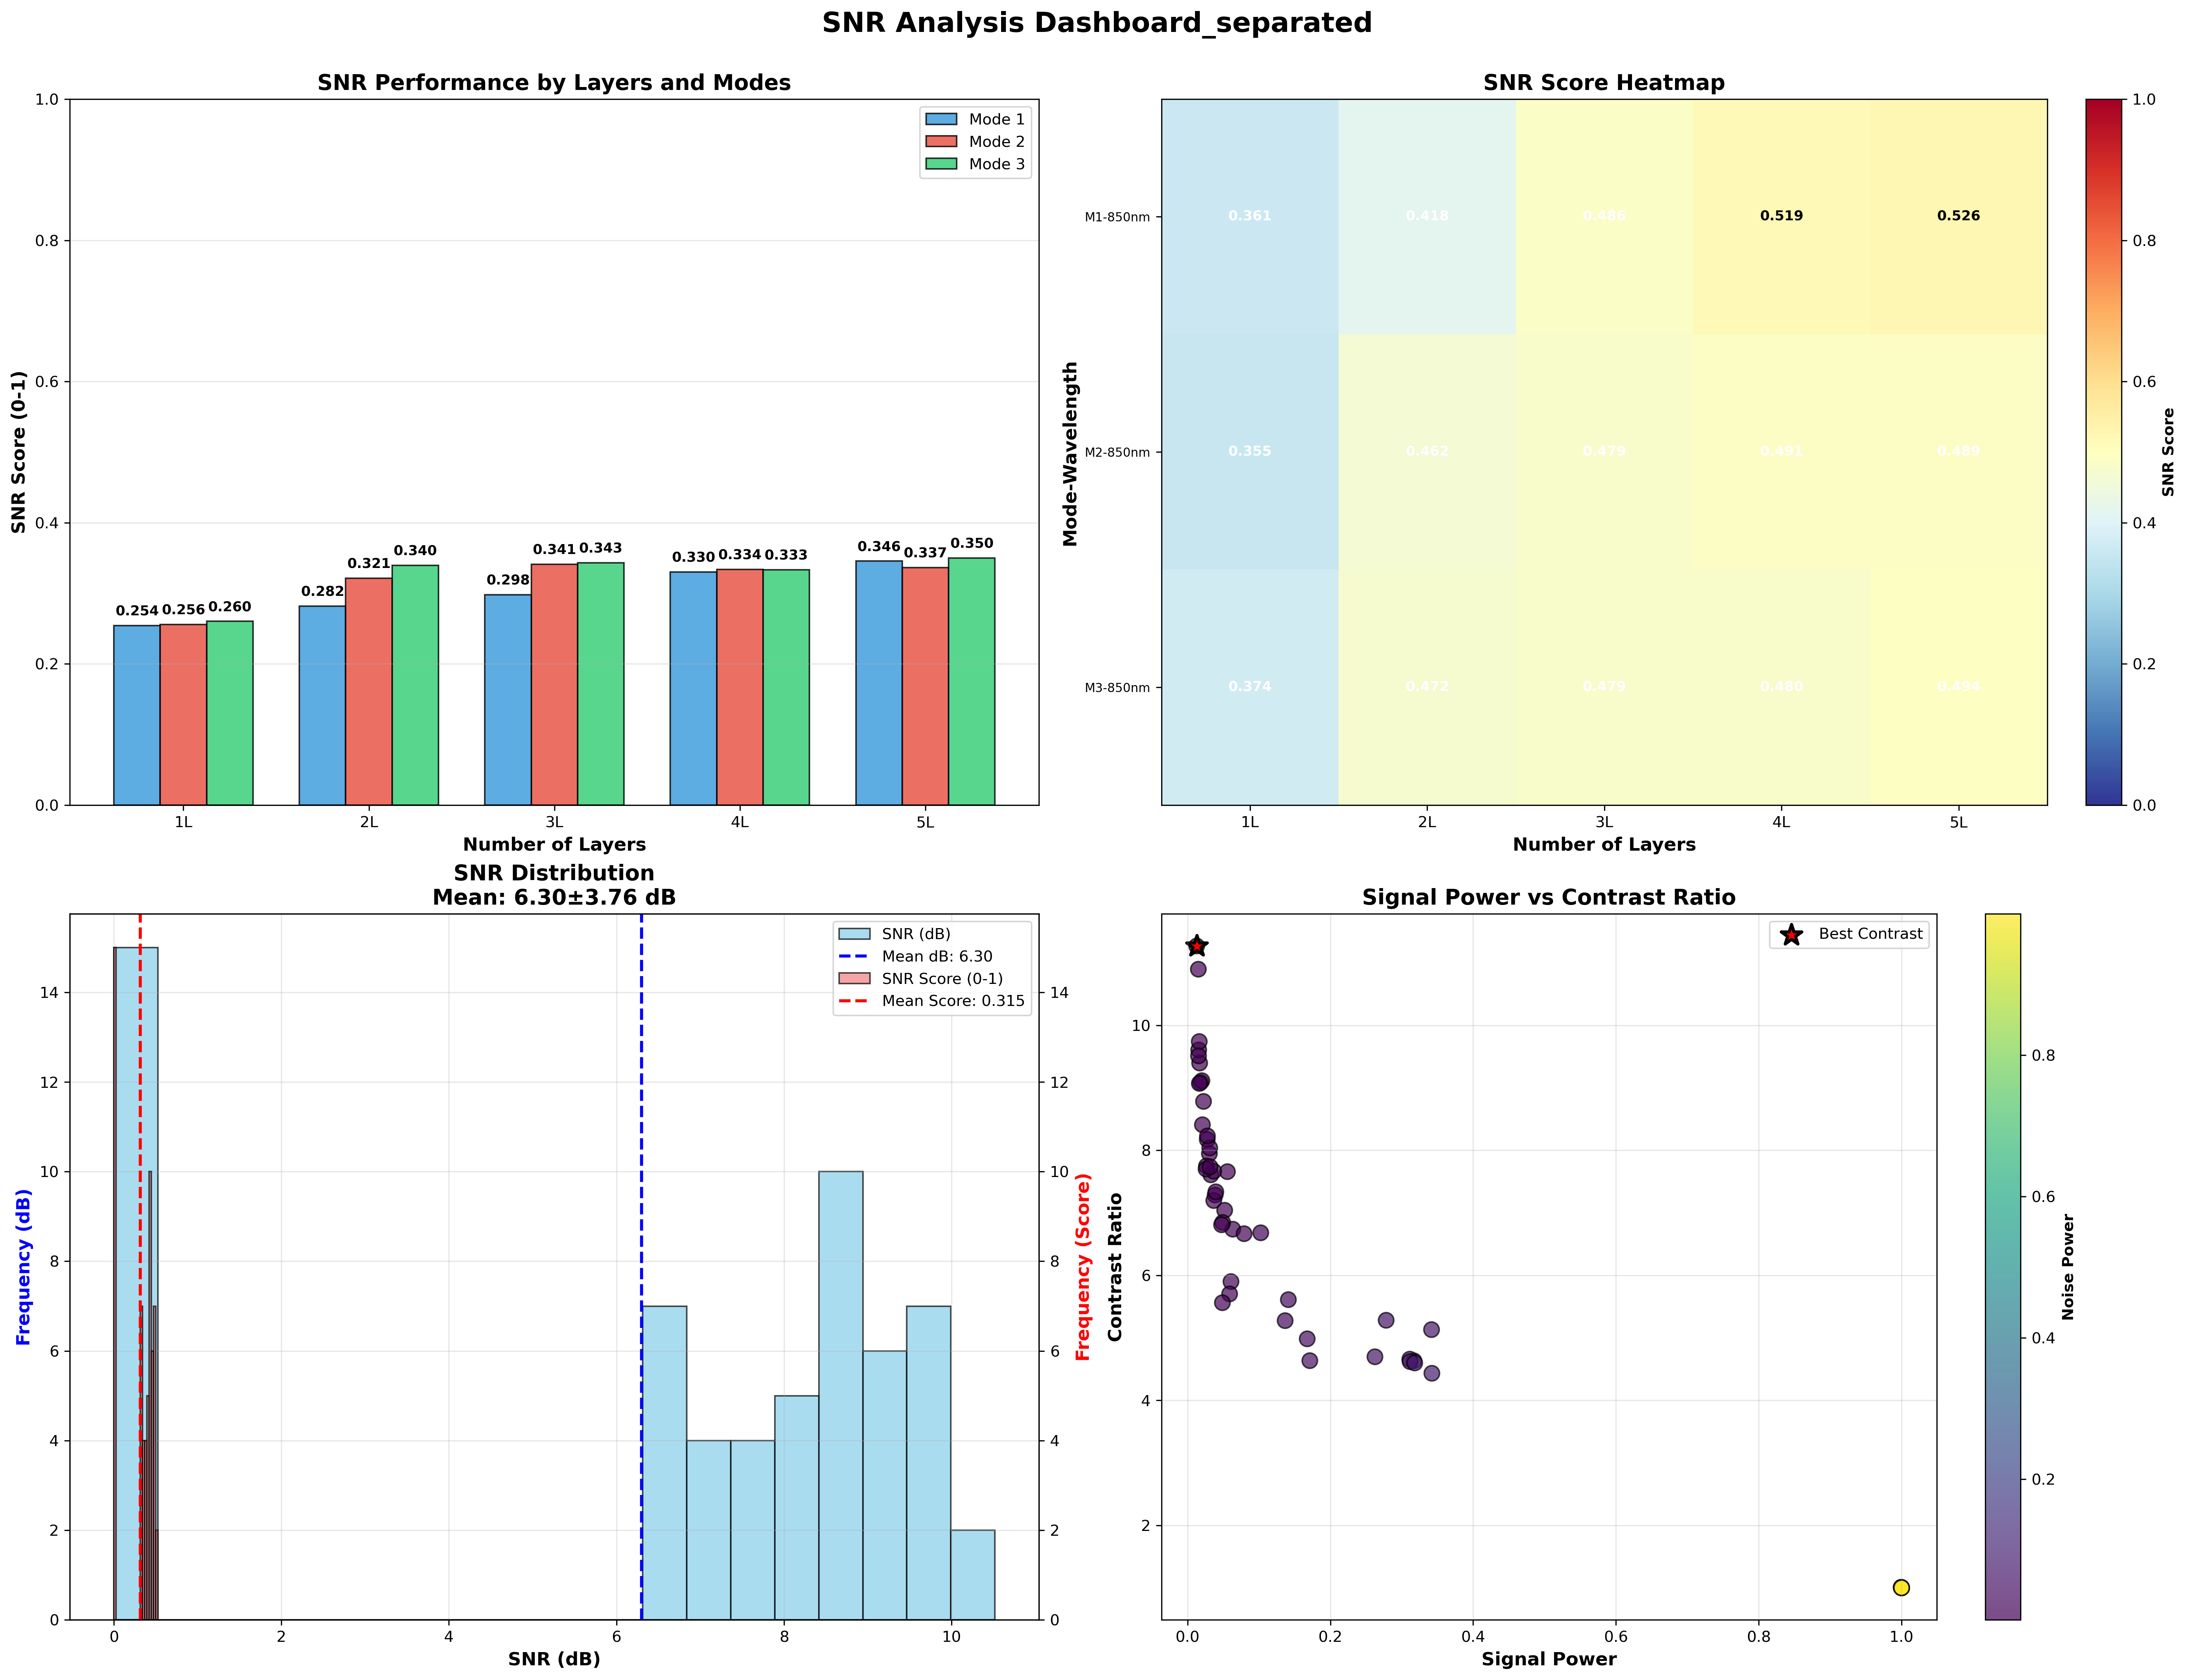 SNR Analysis Dashboard_separated
SNR Performance by Layers and Modes
SNR Score (0-1)
1.0
0.8
0.6
0.4
0.2
0.0
Mode 1
Mode 2
Mode 3
0.254 0.256 0.260
0.282 0.321 0.340
0.298 0.341 0.343
0.330 0.334 0.333
0.346 0.337 0.350
1L 2L 3L 4L 5L
Number of Layers
SNR Score Heatmap
Mode-Wavelength
M1-850nm 0.361 0.418 0.486 0.519 0.526
M2-850nm 0.355 0.462 0.479 0.491 0.489
M3-850nm 0.374 0.472 0.479 0.480 0.494
1L 2L 3L 4L 5L
Number of Layers
1.0
0.8
0.6
0.4
0.2
0.0
SNR Score
SNR Distribution
Mean: 6.30±3.76 dB
Frequency (dB)
14
12
10
8
6
4
2
0
SNR (dB)
Mean dB: 6.30
SNR Score (0-1)
Mean Score: 0.315
14
12
10
8
6
4
2
0
Frequency (Score)
0 2 4 6 8 10
SNR (dB)
Signal Power vs Contrast Ratio
Contrast Ratio
10
8
6
4
2
Best Contrast
0.0 0.2 0.4 0.6 0.8 1.0
Signal Power
0.8
0.6
0.4
0.2
Noise Power